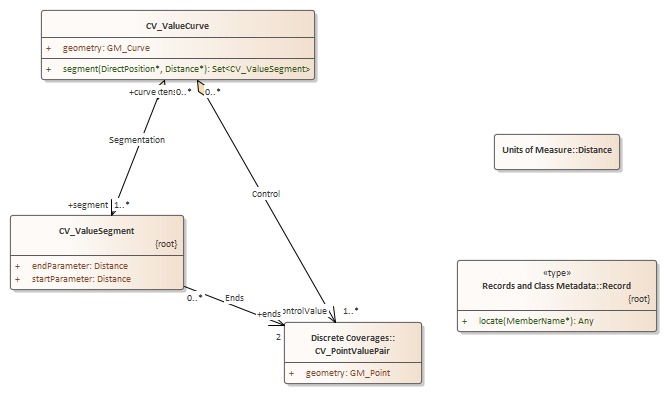 CV_ValueCurve
+ geometry: GM_Curve
+ segment(DirectPosition*, Distance*): Set<CV_ValueSegment>
0..* 0..*
Segmentation
Units of Measure::Distance
Control
+segment 1..*
CV_ValueSegment
{root}
+ endParameter: Distance
+ startParameter: Distance
«type»
Records and Class Metadata::Record
{root}
+ locate(MemberName*): Any
0..* Ends
+ends 1..*
2
Discrete Coverages::
CV_PointValuePair
+ geometry: GM_Point